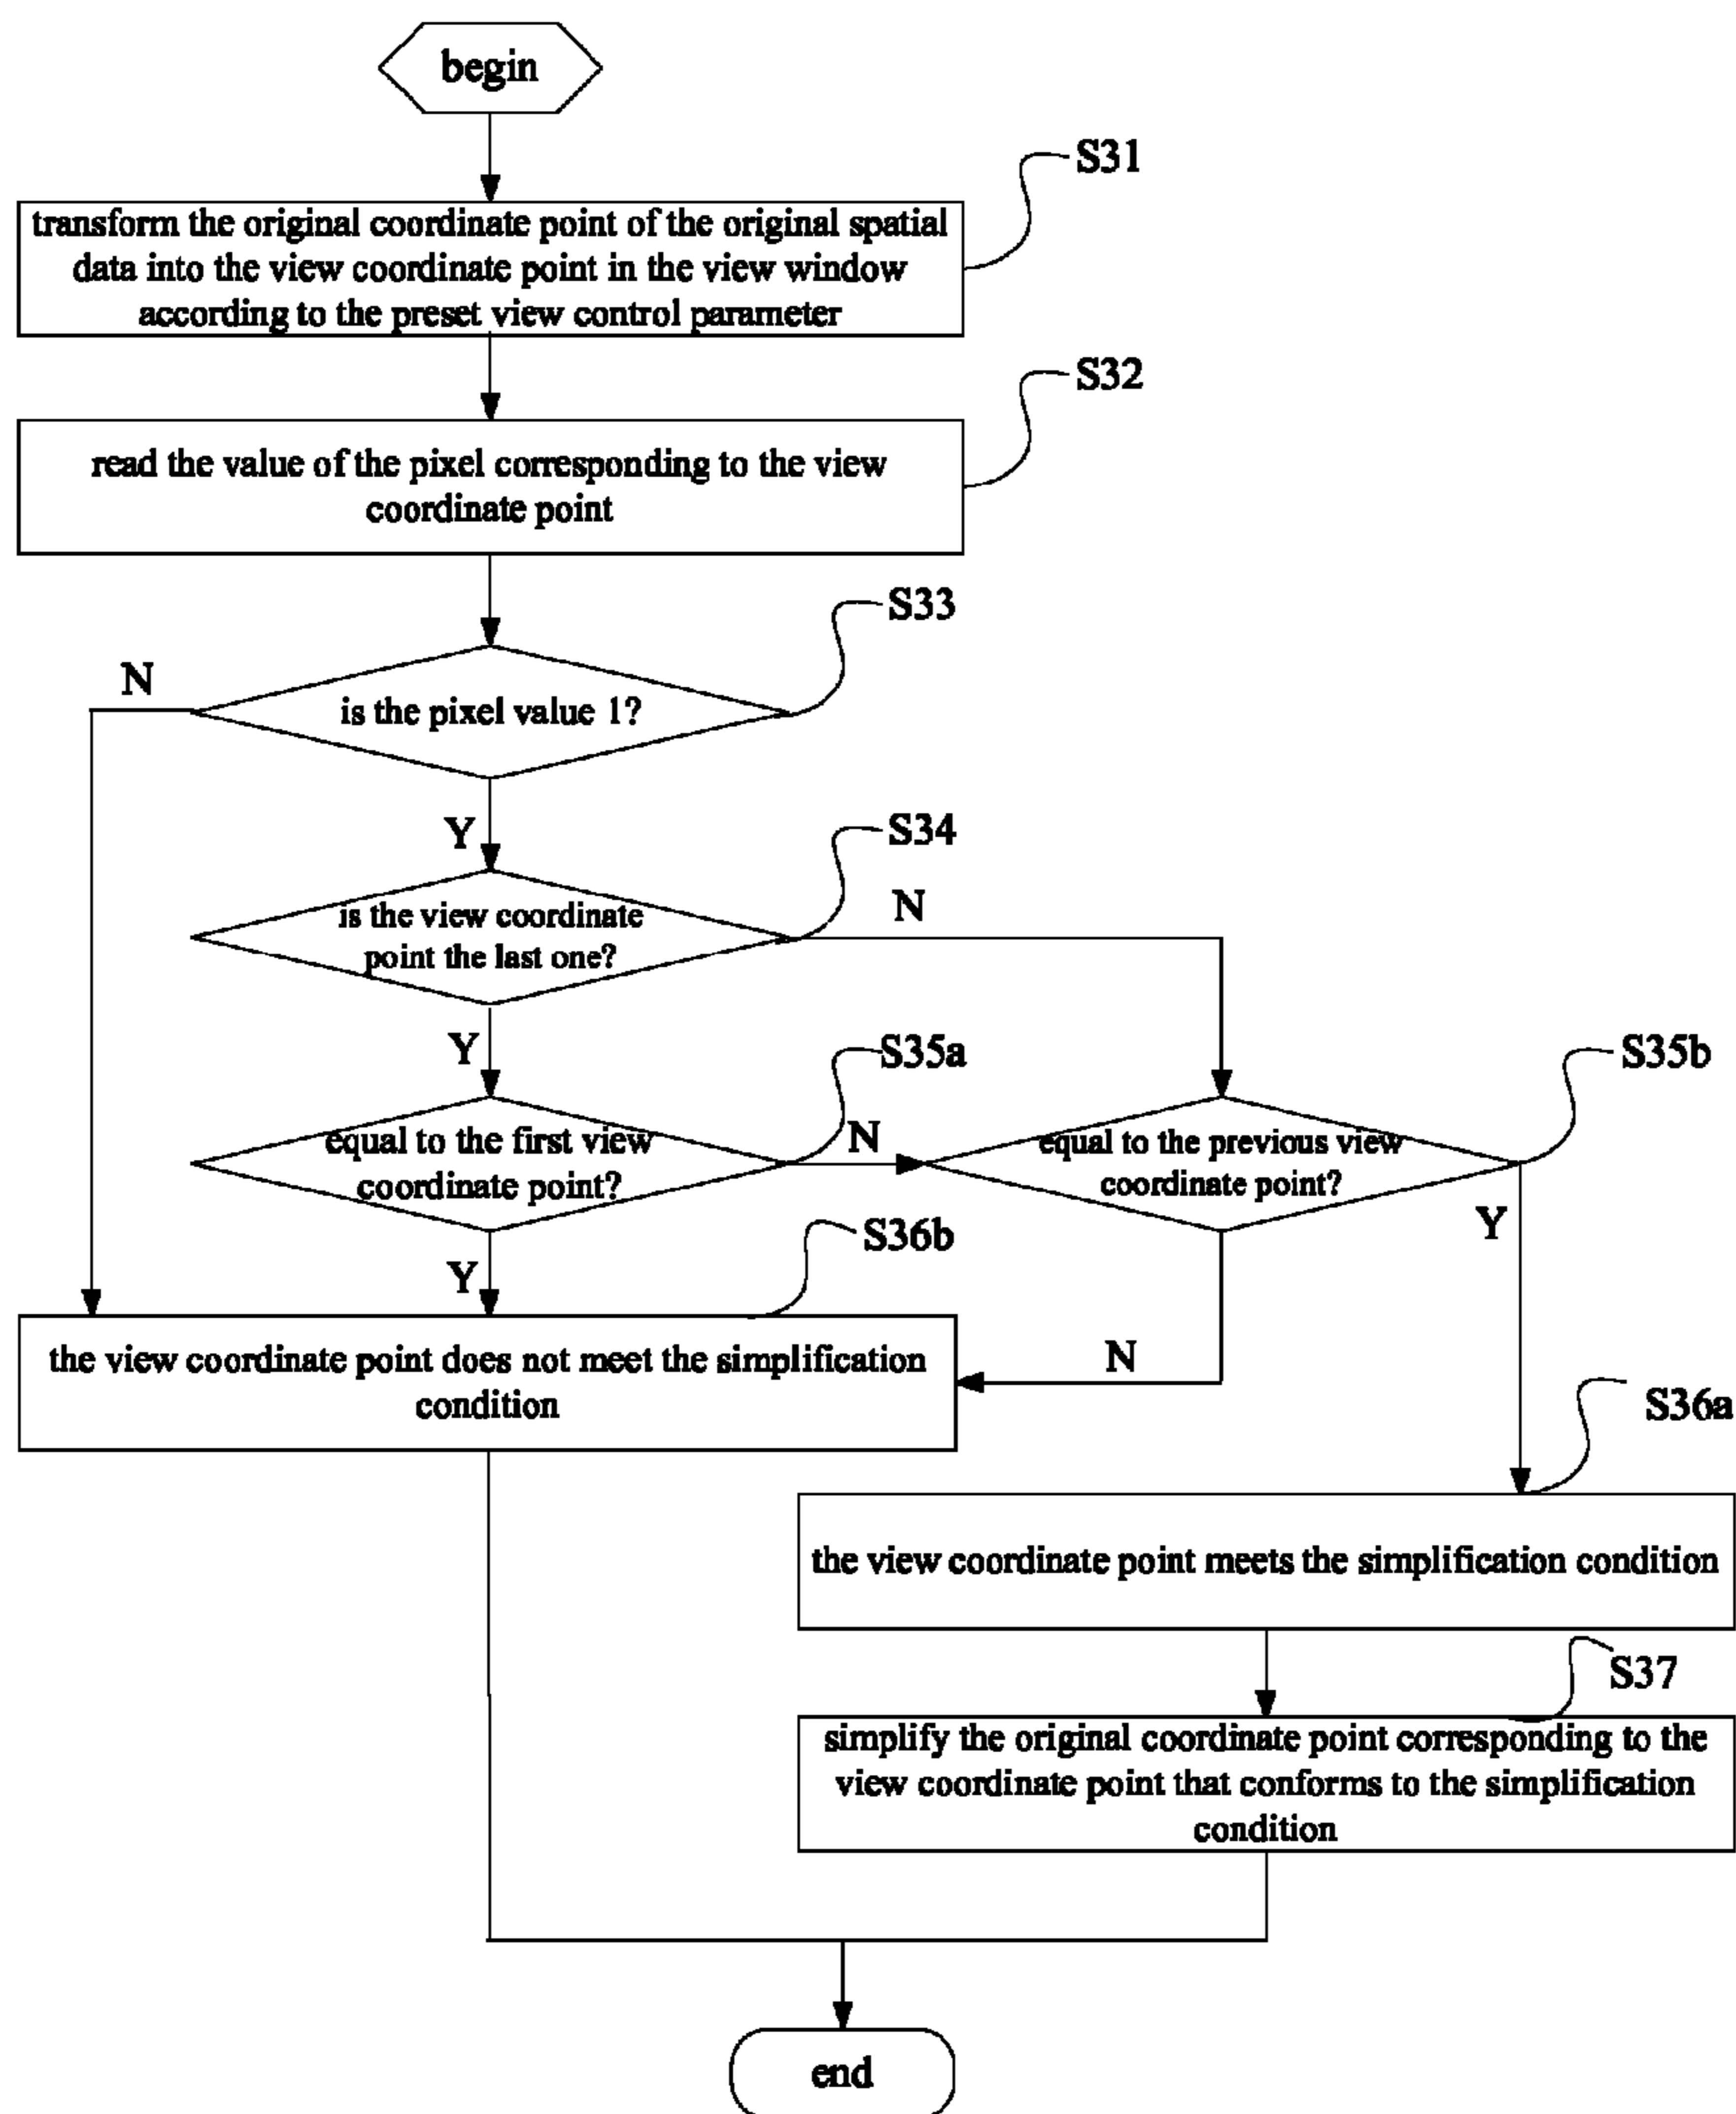 begin
S31
transform the original coordinate point of the original spatial
data into the view coordinate point in the view window
according to the preset view control parameter
S32
read the value of the pixel corresponding to the view
coordinate point
S33
N
is the pixel value 1?
Y
S34
N
is the view coordinate
point the last one?
Y
S35a
S35b
equal to the first view
coordinate point?
N
equal to the previous view
coordinate point?
Y
S36b
Y
the view coordinate point does not meet the simplification
condition
N
S36a
the view coordinate point meets the simplification condition
S37
simplify the original coordinate point corresponding to the
view coordinate point that conforms to the simplification
condition
end